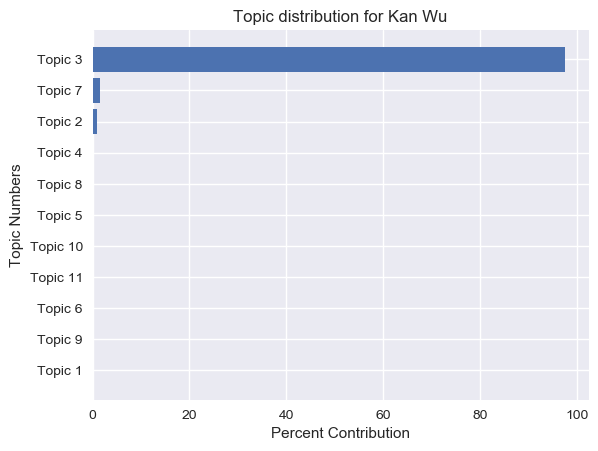 Topic distribution for Kan Wu
Topic 3
Topic 7
Topic 2
Topic 4
Topic 8
Topic 5
Topic 10
Topic 11
Topic 6
Topic 9
Topic 1
Topic Numbers
0 20 40 60 80 100
Percent Contribution